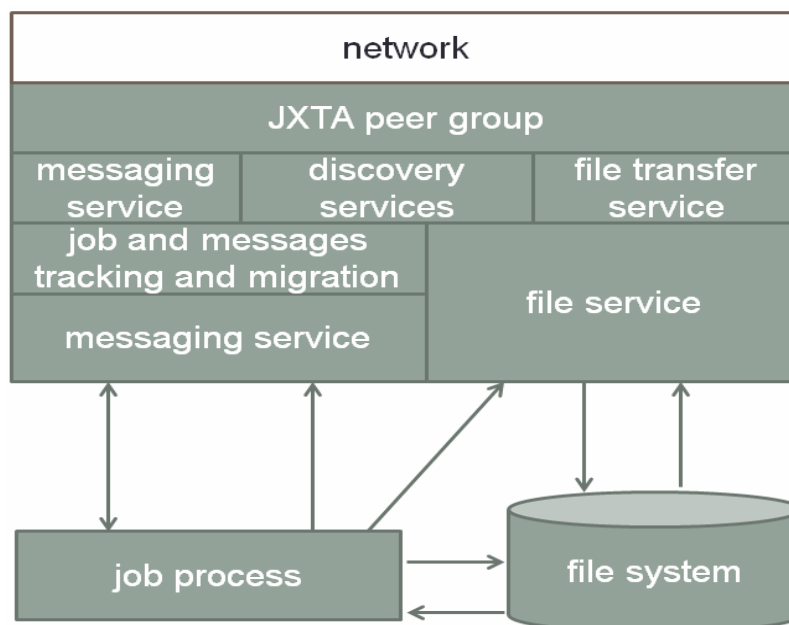 network
JXTA peer group
messaging
service
discovery
services
file transfer
service
job and messages
tracking and migration
file service
messaging service
job process
file system